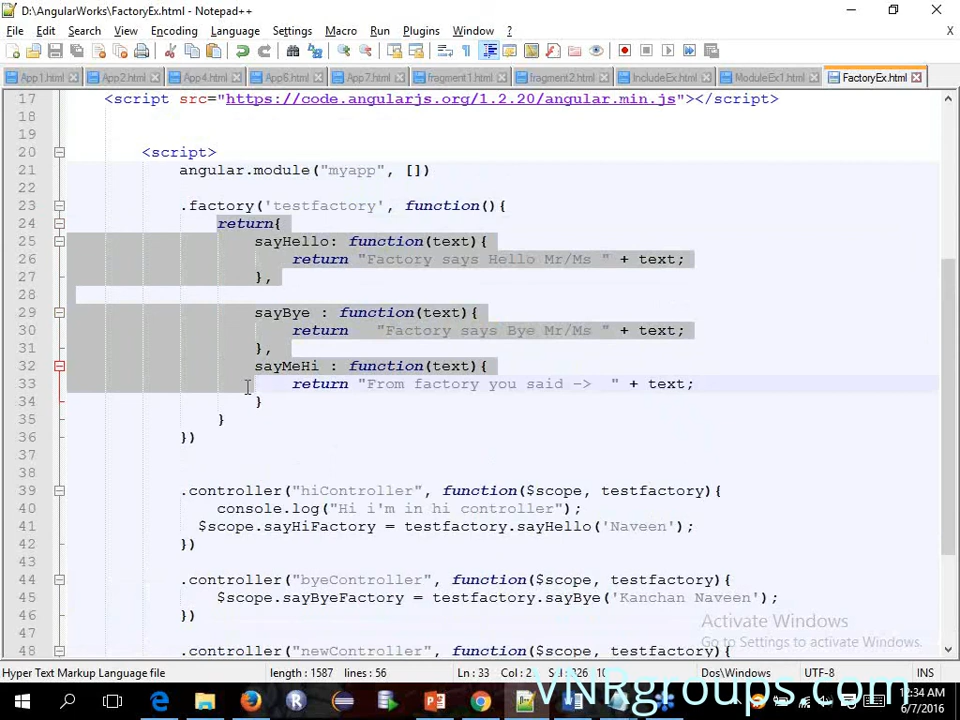 D:\AngularWorks\FactoryEx.html - Notepad++
File Edit Search View Encoding Language Settings Macro Run Plugins Window ? X
App1.html App2.html App4.html App6.html App7.html fragment1.html fragment2.html IncludeEx.html ModuleEx1.html FactoryEx.html
17 <script src="https://code.angularjs.org/1.2.20/angular.min.js"></script>
18
19
20 <script>
21 angular.module("myapp", [])
22
23 .factory('testfactory', function(){
24 return{
25 sayHello: function(text){
26 return "Factory says Hello Mr/Ms " + text;
27 },
28
29 sayBye : function(text){
30 return "Factory says Bye Mr/Ms " + text;
31 },
32 sayMeHi : function(text){
33 return "From factory you said -> " + text;
34 }
35 }
36 })
37
38
39 .controller("hiController", function($scope, testfactory){
40 console.log("Hi i'm in hi controller");
41 $scope.sayHiFactory = testfactory.sayHello('Naveen');
42 })
43
44 .controller("byeController", function($scope, testfactory){
45 $scope.sayByeFactory = testfactory.sayBye('Kanchan Naveen');
46 })
47
48 .controller("newController", function($scope, testfactory){
Activate Windows
Go to Settings to activate Windows.
Hyper Text Markup Language file length : 1587 lines : 56 Ln : 33 Col : 2 Dos\Windows UTF-8 INS
VNRgroups.com
12:34 AM
6/7/2016